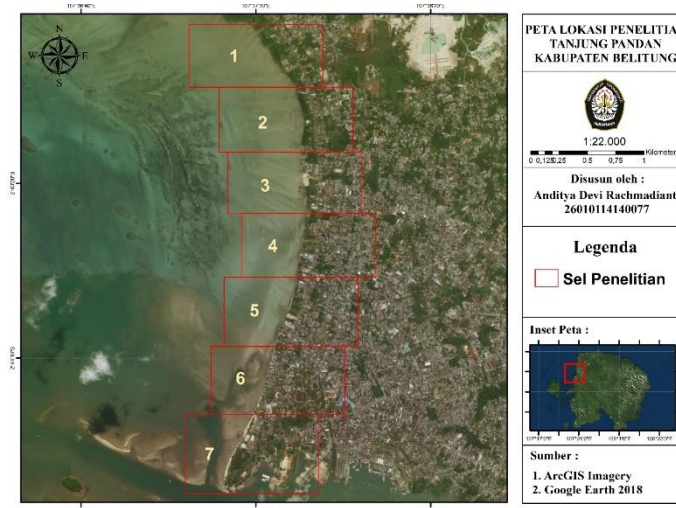 PETA LOKASI PENELITIA
TANJUNG PANDAN
KABUPATEN BELITUNG
1:22.000
Kilometer
0 0,125 0,25 0,5 0,75 1
Disusun oleh :
Anditya Devi Rachmadiant
26010114140077
Legenda
Sel Penelitian
Inset Peta :
Sumber :
1. ArcGIS Imagery
2. Google Earth 2018
N
W E
S
1
2
3
4
5
6
7